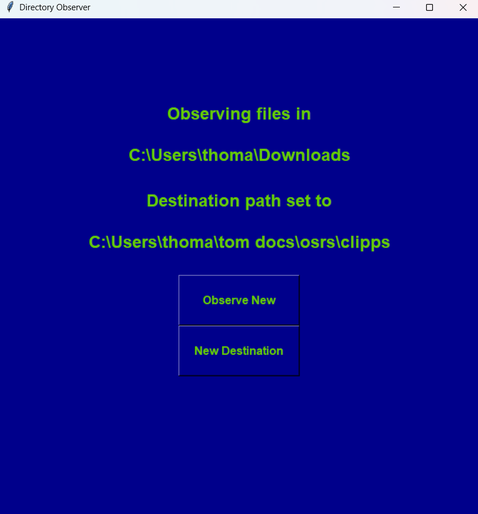 Directory Observer
Observing files in
C:\Users\thoma\Downloads
Destination path set to
C:\Users\thoma\tom docs\osrs\clipps
Observe New
New Destination